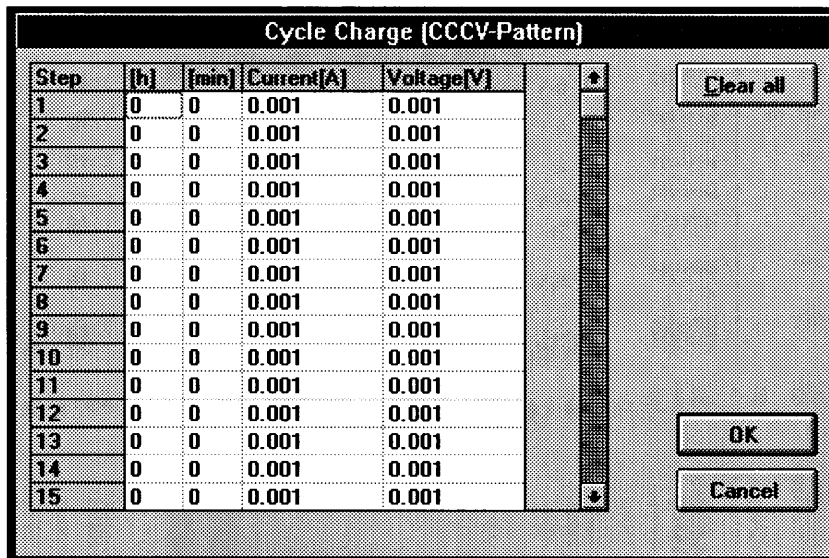 Cycle Charge (CCCV-Pattern)
Step [h] [min] Current[A] Voltage[V]
Clear all
1 0 0 0.001 0.001
2 0 0 0.001 0.001
3 0 0 0.001 0.001
4 0 0 0.001 0.001
5 0 0 0.001 0.001
6 0 0 0.001 0.001
7 0 0 0.001 0.001
8 0 0 0.001 0.001
9 0 0 0.001 0.001
10 0 0 0.001 0.001
11 0 0 0.001 0.001
12 0 0 0.001 0.001
13 0 0 0.001 0.001
14 0 0 0.001 0.001
15 0 0 0.001 0.001
OK
Cancel